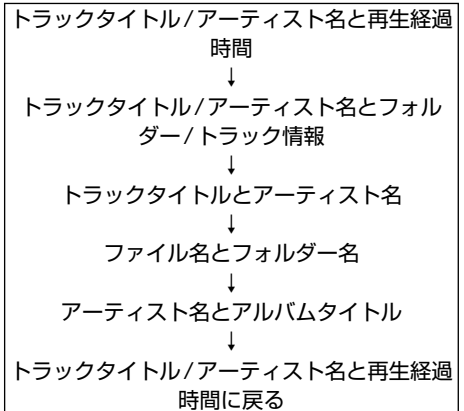 トラックタイトル/アーティスト名と再生経過
時間
↓
トラックタイトル/アーティスト名とフォル
ダー/トラック情報
↓
トラックタイトルとアーティスト名
↓
ファイル名とフォルダー名
↓
アーティスト名とアルバムタイトル
↓
トラックタイトル/アーティスト名と再生経過
時間に戻る